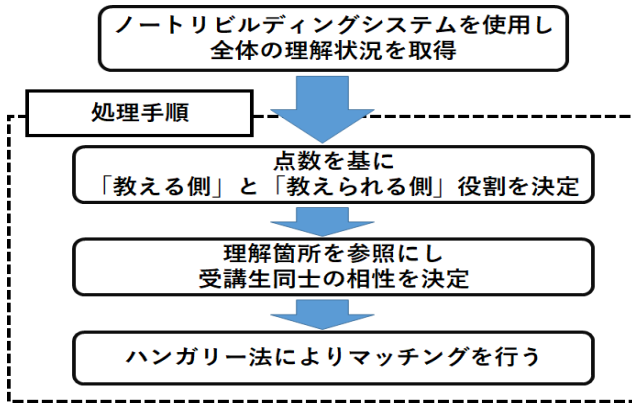 ノートリビルディングシステムを使用し
全体の理解状況を取得
処理手順
点数を基に
「教える側」と「教えられる側」役割を決定
理解箇所を参照にし
受講生同士の相性を決定
ハンガリー法によりマッチングを行う